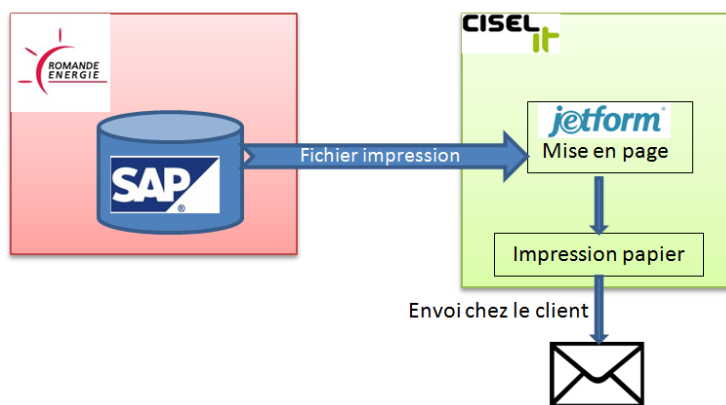 ROMANDE
ENERGIE
SAP
®
Fichier impression
CISEL
it
jetform®
Mise en page
Impression papier
Envoi chez le client